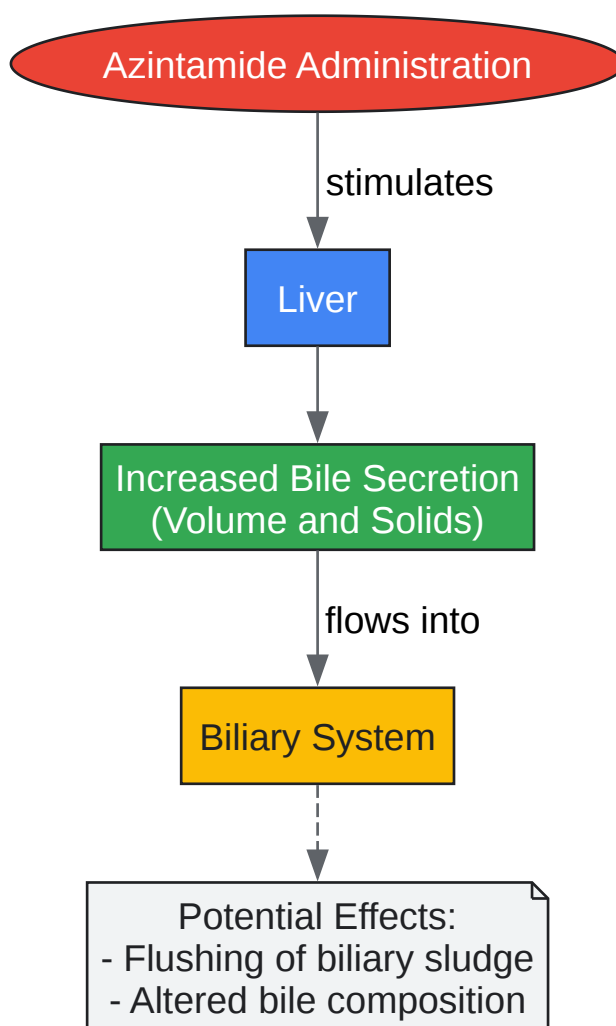 Azintamide Administration
stimulates
Liver
Increased Bile Secretion
(Volume and Solids)
flows into
Biliary System
Potential Effects:
- Flushing of biliary sludge
- Altered bile composition